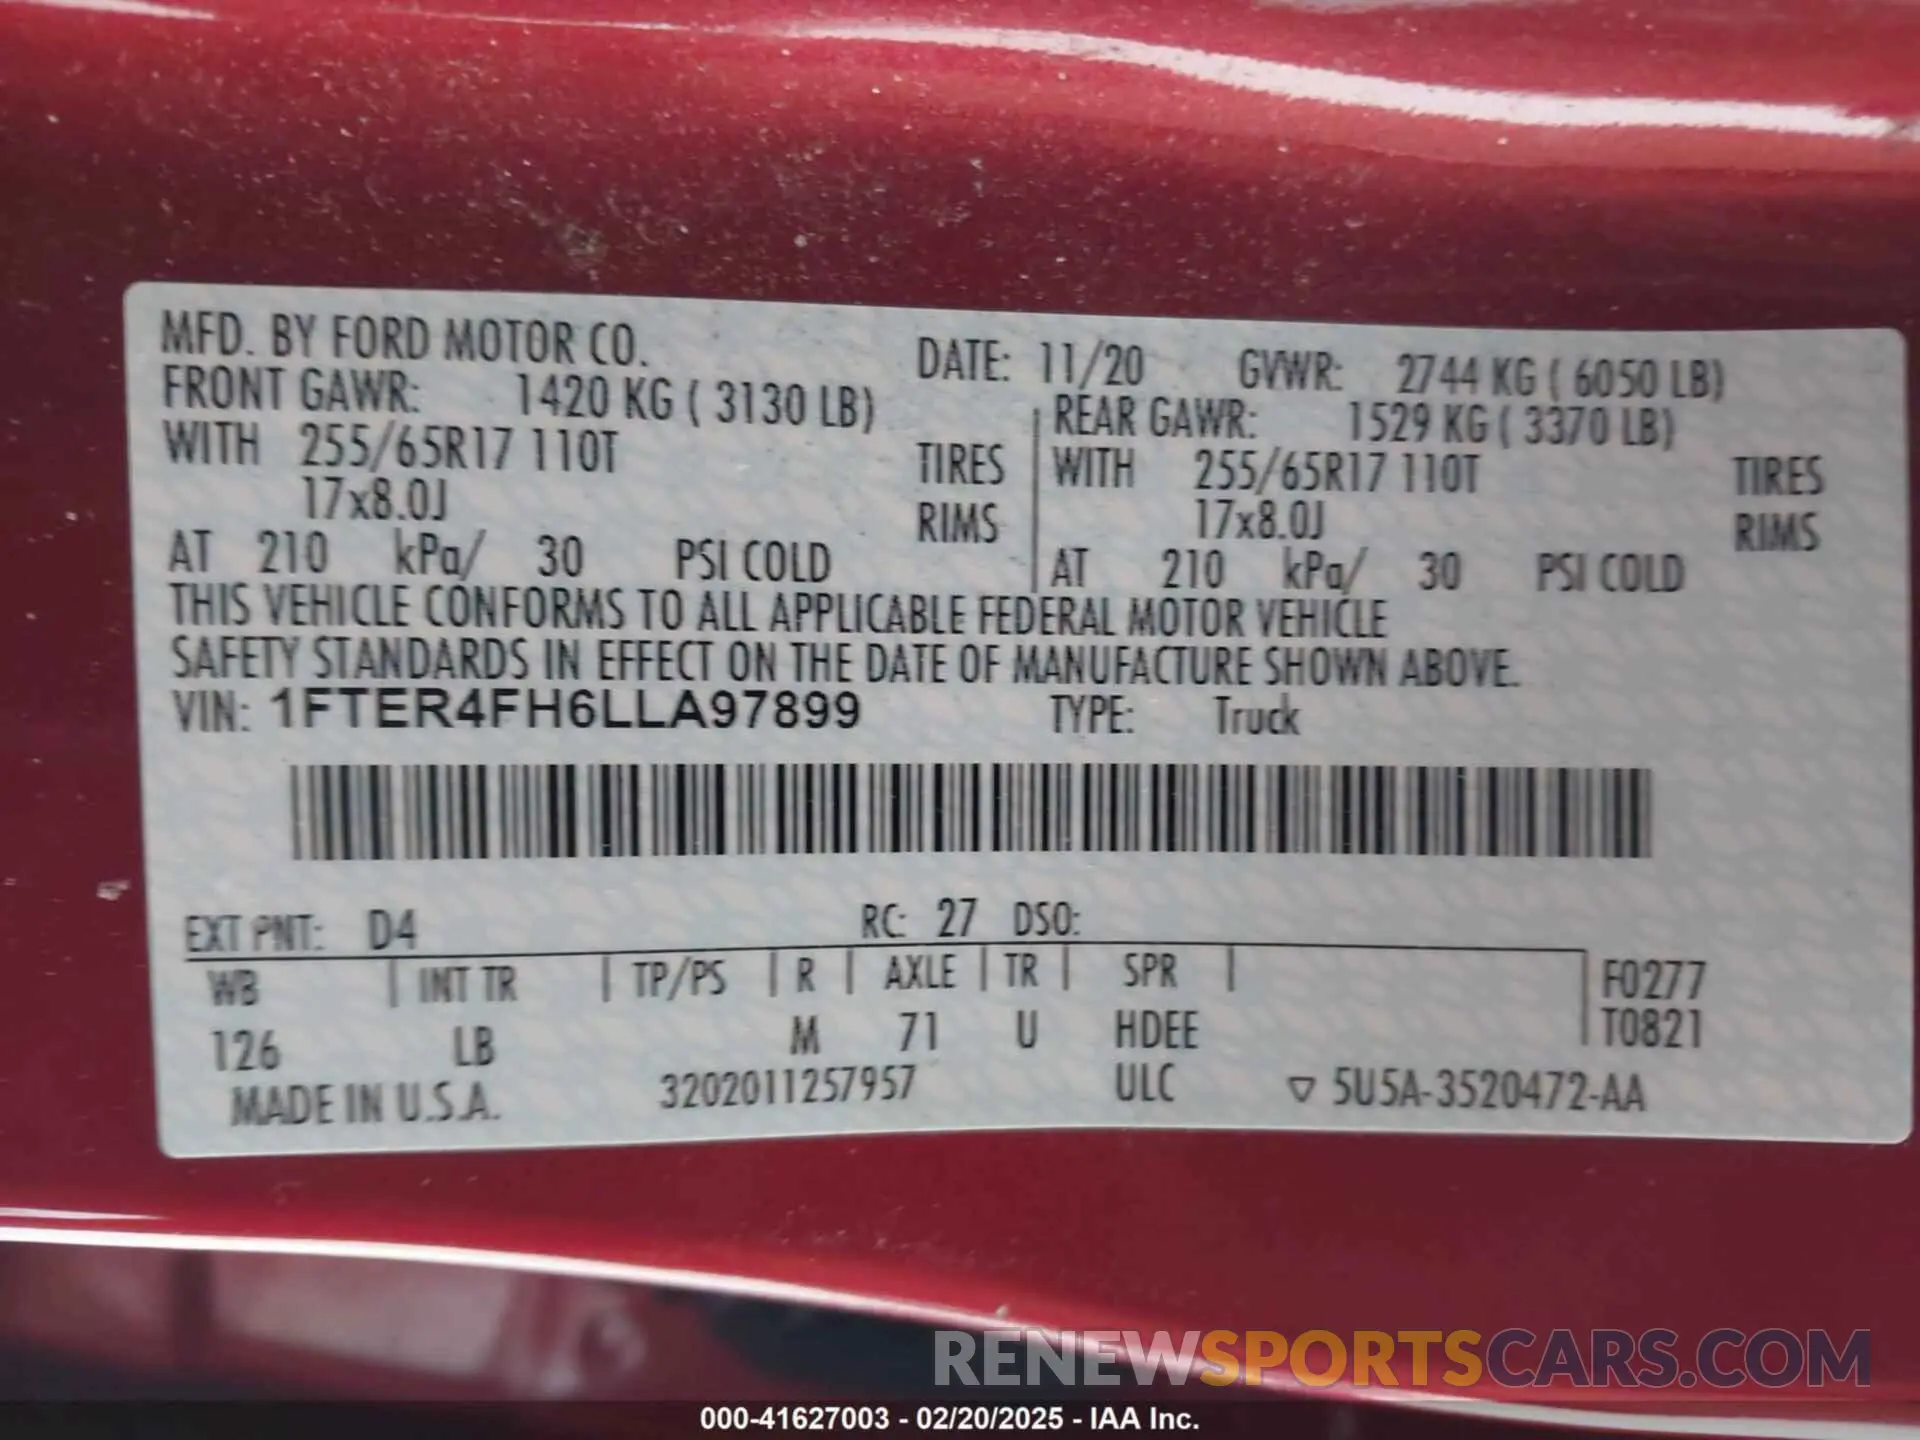 MFD. BY FORD MOTOR CO. DATE: 11/20 GVWR: 2744 KG ( 6050 LB)
FRONT GAWR: 1420 KG ( 3130 LB) REAR GAWR: 1529 KG ( 3370 LB)
WITH 255/65R17 110T TIRES WITH 255/65R17 110T TIRES
17x8.0J RIMS 17x8.0J RIMS
AT 210 kPa/ 30 PSI COLD AT 210 kPa/ 30 PSI COLD
THIS VEHICLE CONFORMS TO ALL APPLICABLE FEDERAL MOTOR VEHICLE
SAFETY STANDARDS IN EFFECT ON THE DATE OF MANUFACTURE SHOWN ABOVE.
VIN: 1FTER4FH6LLA97899 TYPE: Truck
EXT PNT: D4 RC: 27 DSO:
WB INT TR TP/PS R AXLE TR SPR F0277
126 LB M 71 U HDEE T0821
MADE IN U.S.A. 3202011257957 ULC ▽ 5U5A-3520472-AA
RENEWSPORTSCARS.COM
000-41627003 - 02/20/2025 - IAA Inc.